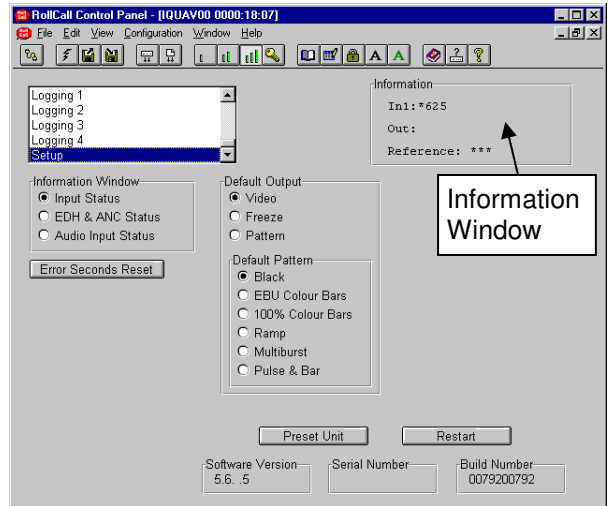 RollCall Control Panel - [IQUAV00 0000:18:07]
File Edit View Configuration Window Help
Logging 1
Logging 2
Logging 3
Logging 4
Setup
Information
In1:*625
Out:
Reference: ***
Information Window
Information Window
Input Status
EDH & ANC Status
Audio Input Status
Error Seconds Reset
Default Output
Video
Freeze
Pattern
Default Pattern
Black
EBU Colour Bars
100% Colour Bars
Ramp
Multiburst
Pulse & Bar
Preset Unit
Restart
Software Version
5.6. .5
Serial Number
Build Number
0079200792